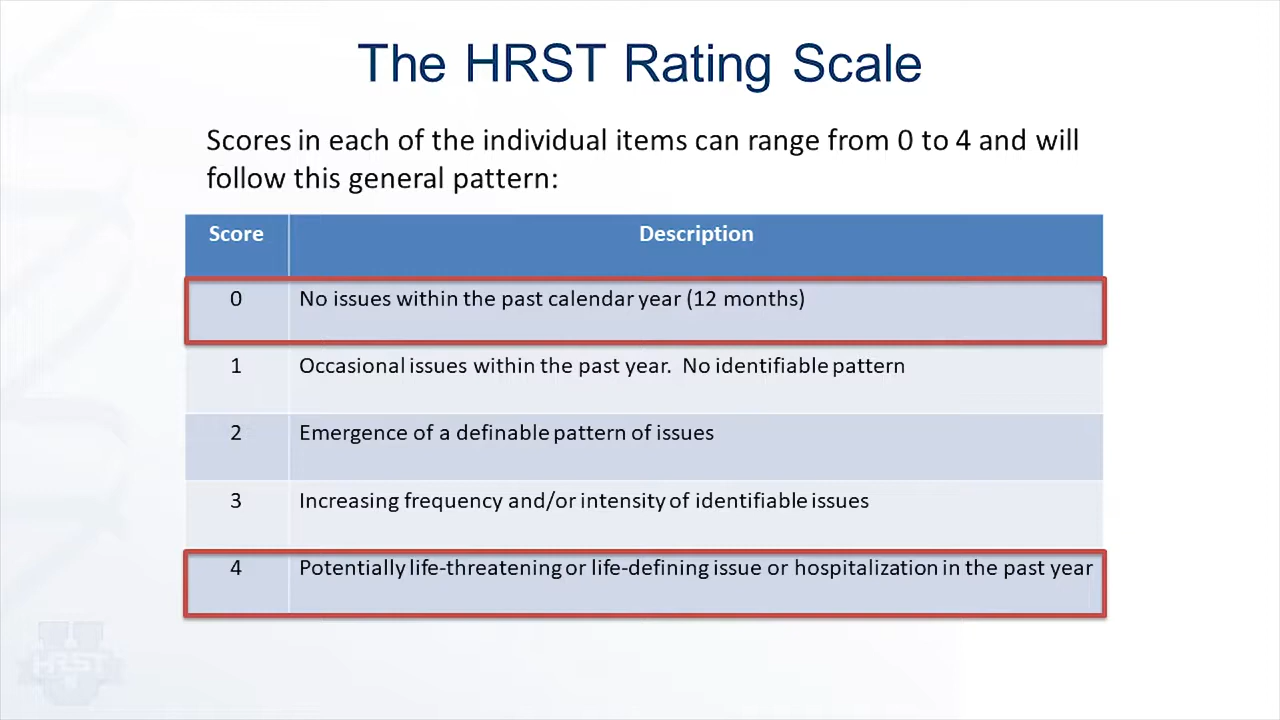 The HRST Rating Scale
Scores in each of the individual items can range from 0 to 4 and will
follow this general pattern:
Score Description
0 No issues within the past calendar year (12 months)
1 Occasional issues within the past year. No identifiable pattern
2 Emergence of a definable pattern of issues
3 Increasing frequency and/or intensity of identifiable issues
4 Potentially life-threatening or life-defining issue or hospitalization in the past year
HRST